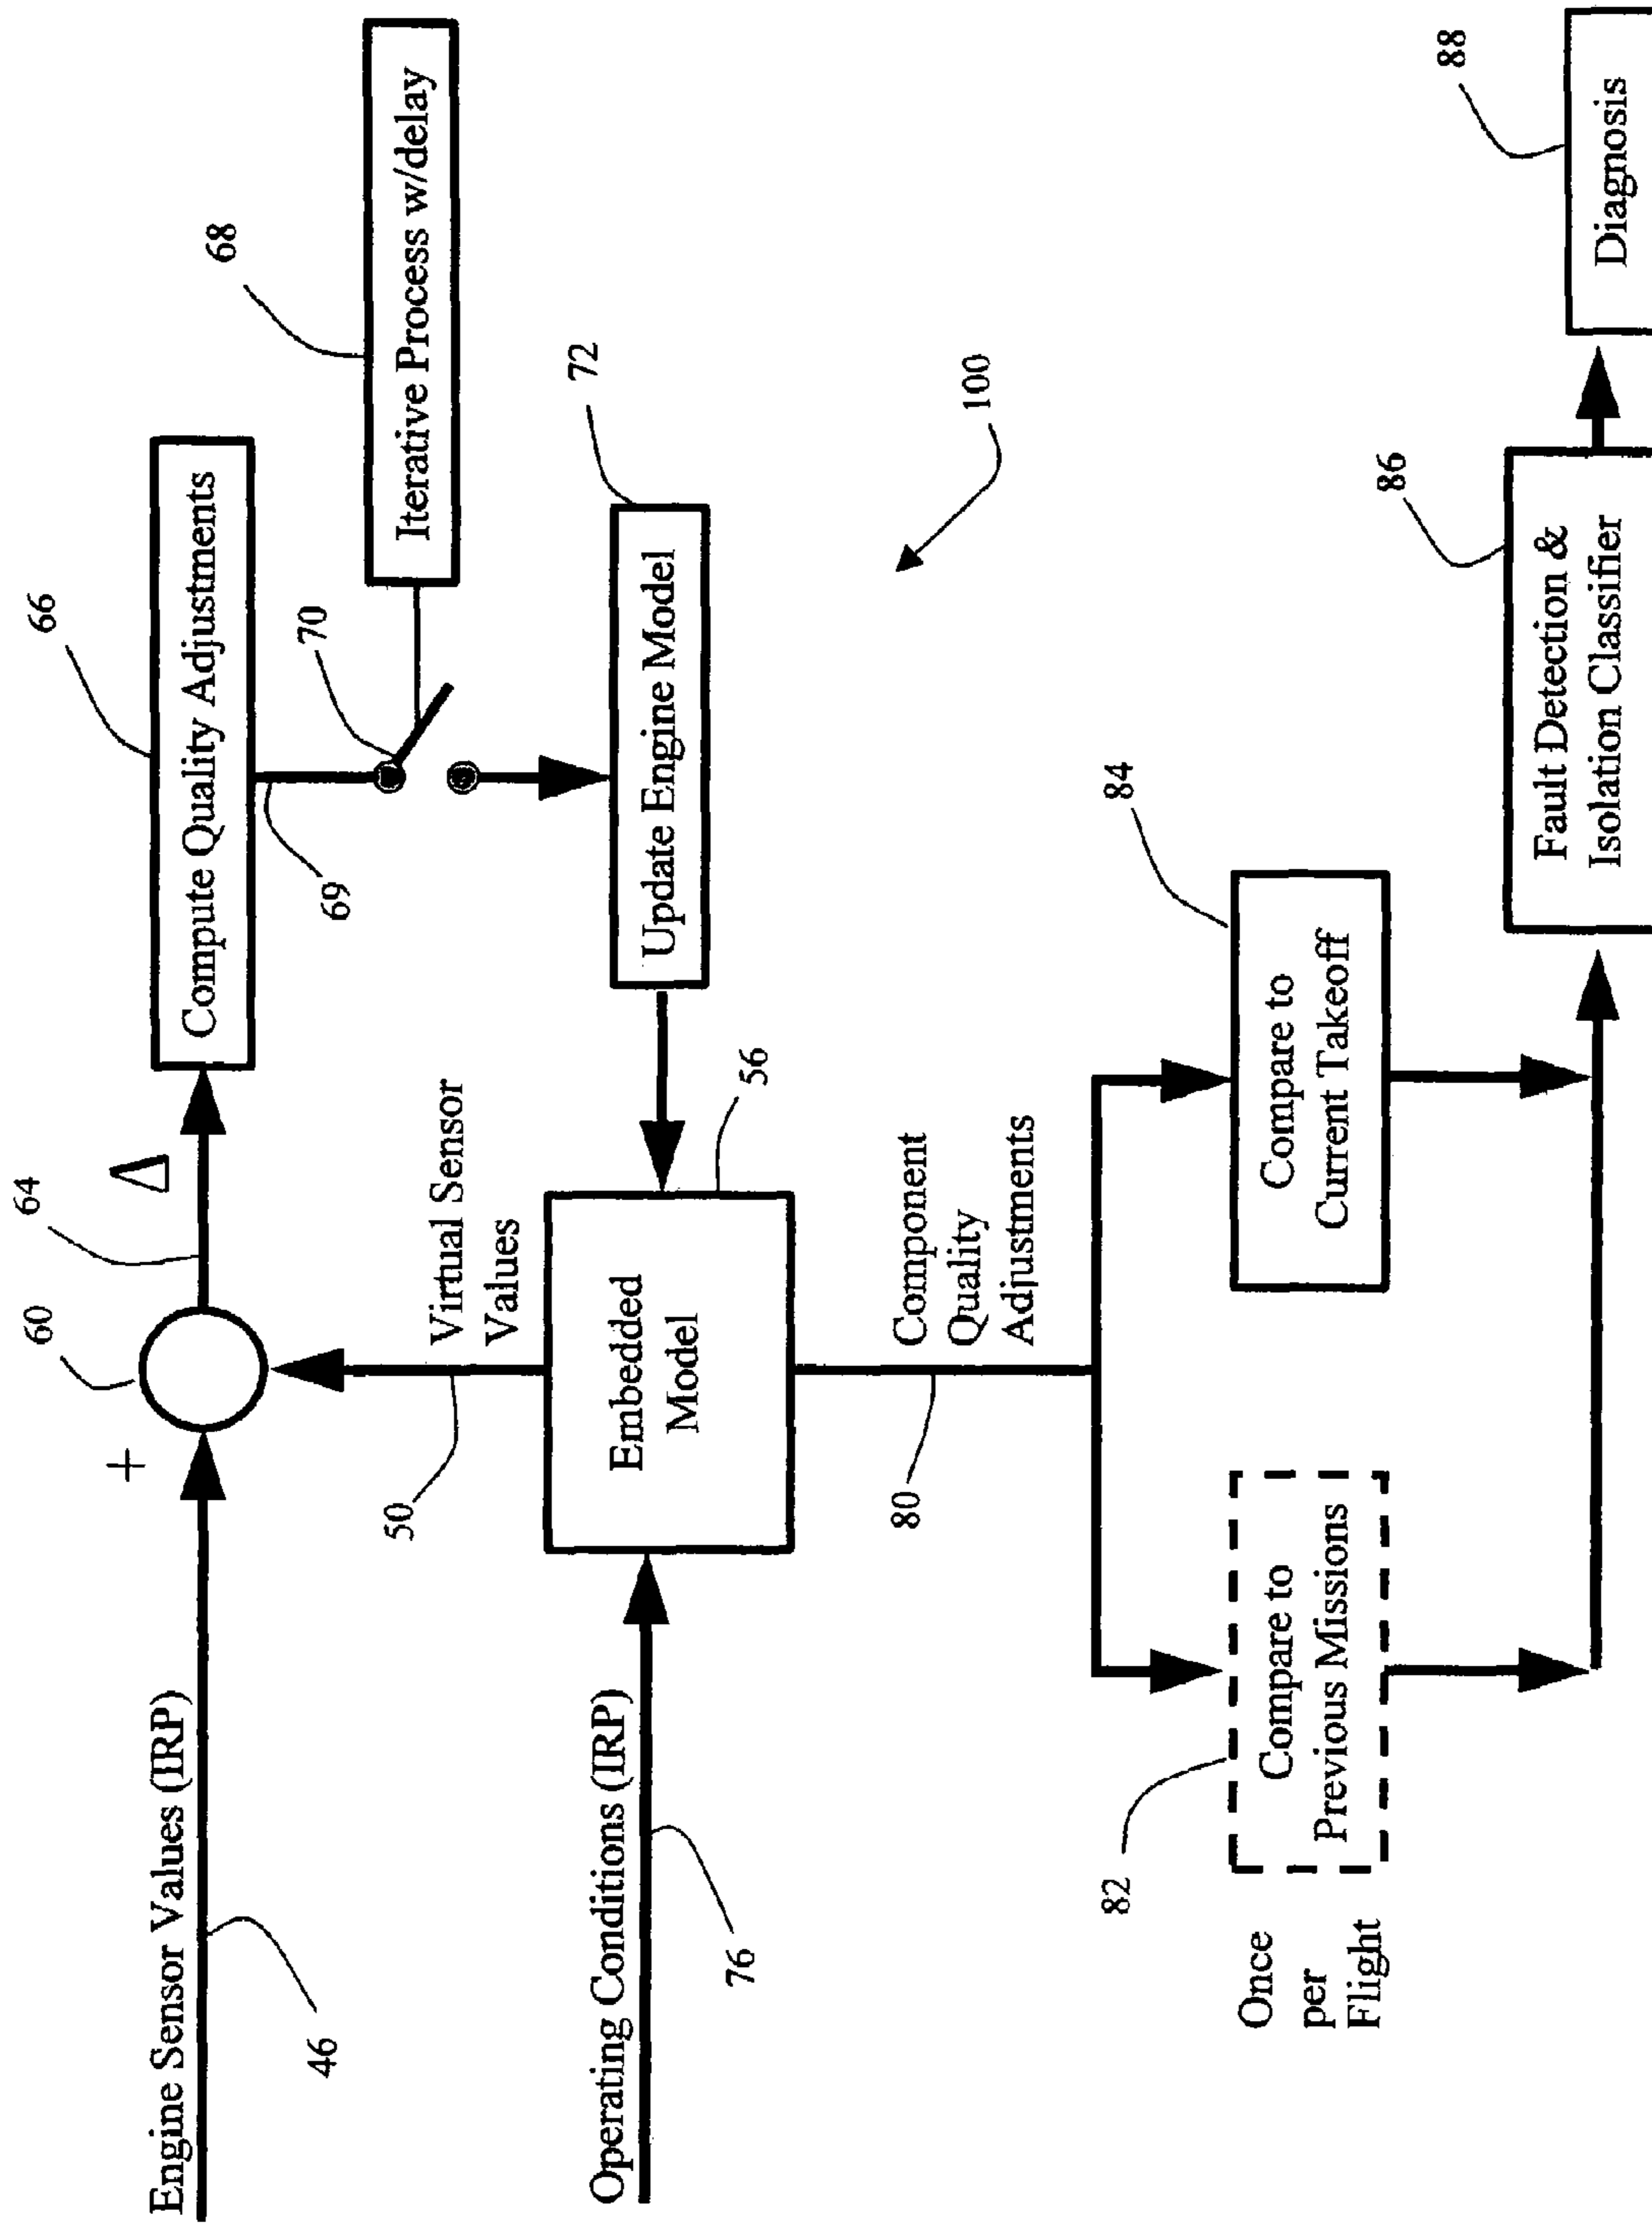 Engine Sensor Values (IRP)
46
+
60
64
Δ
66
Compute Quality Adjustments
69
70
68
Iterative Process w/delay
72
Update Engine Model
Virtual Sensor
Values
50
56
Embedded
Model
Operating Conditions (IRP)
76
Component
Quality
Adjustments
80
100
Once
per
Flight
82
Compare to
Previous Missions
84
Compare to
Current Takeoff
86
Fault Detection &
Isolation Classifier
88
Diagnosis